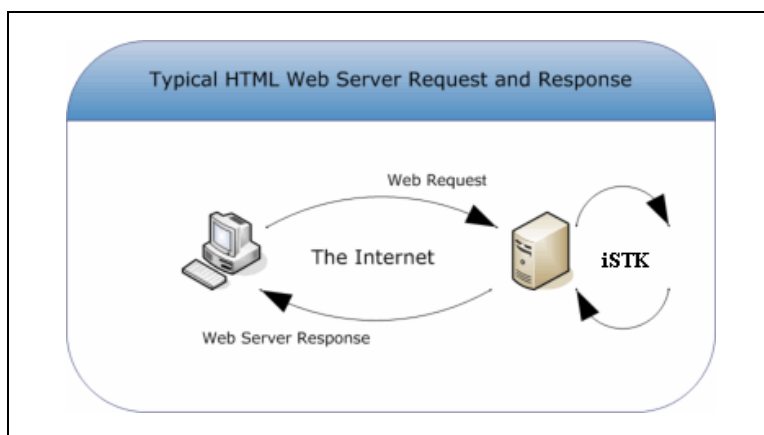 Typical HTML Web Server Request and Response
Web Request
The Internet
iSTK
Web Server Response